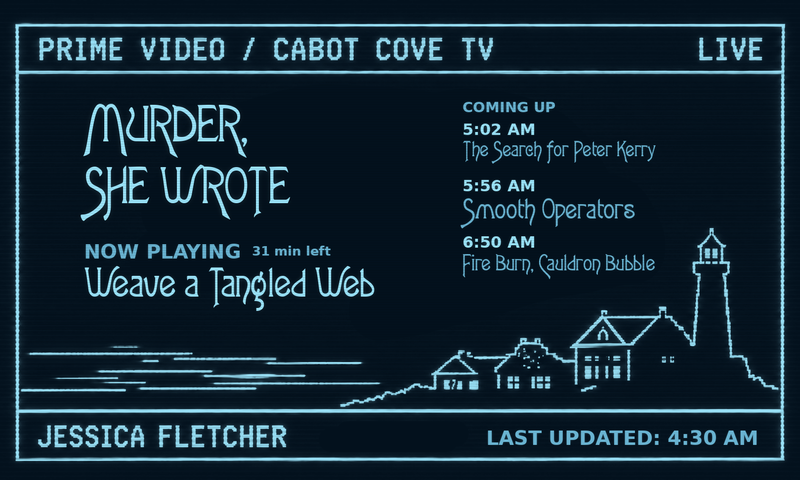 PRIME VIDEO / CABOT COVE TV
LIVE
MURDER,
SHE WROTE
NOW PLAYING 31 min left
Weave a Tangled Web
COMING UP
5:02 AM
The Search for Peter Kerry
5:56 AM
Smooth Operators
6:50 AM
Fire Burn, Cauldron Bubble
JESSICA FLETCHER
LAST UPDATED: 4:30 AM